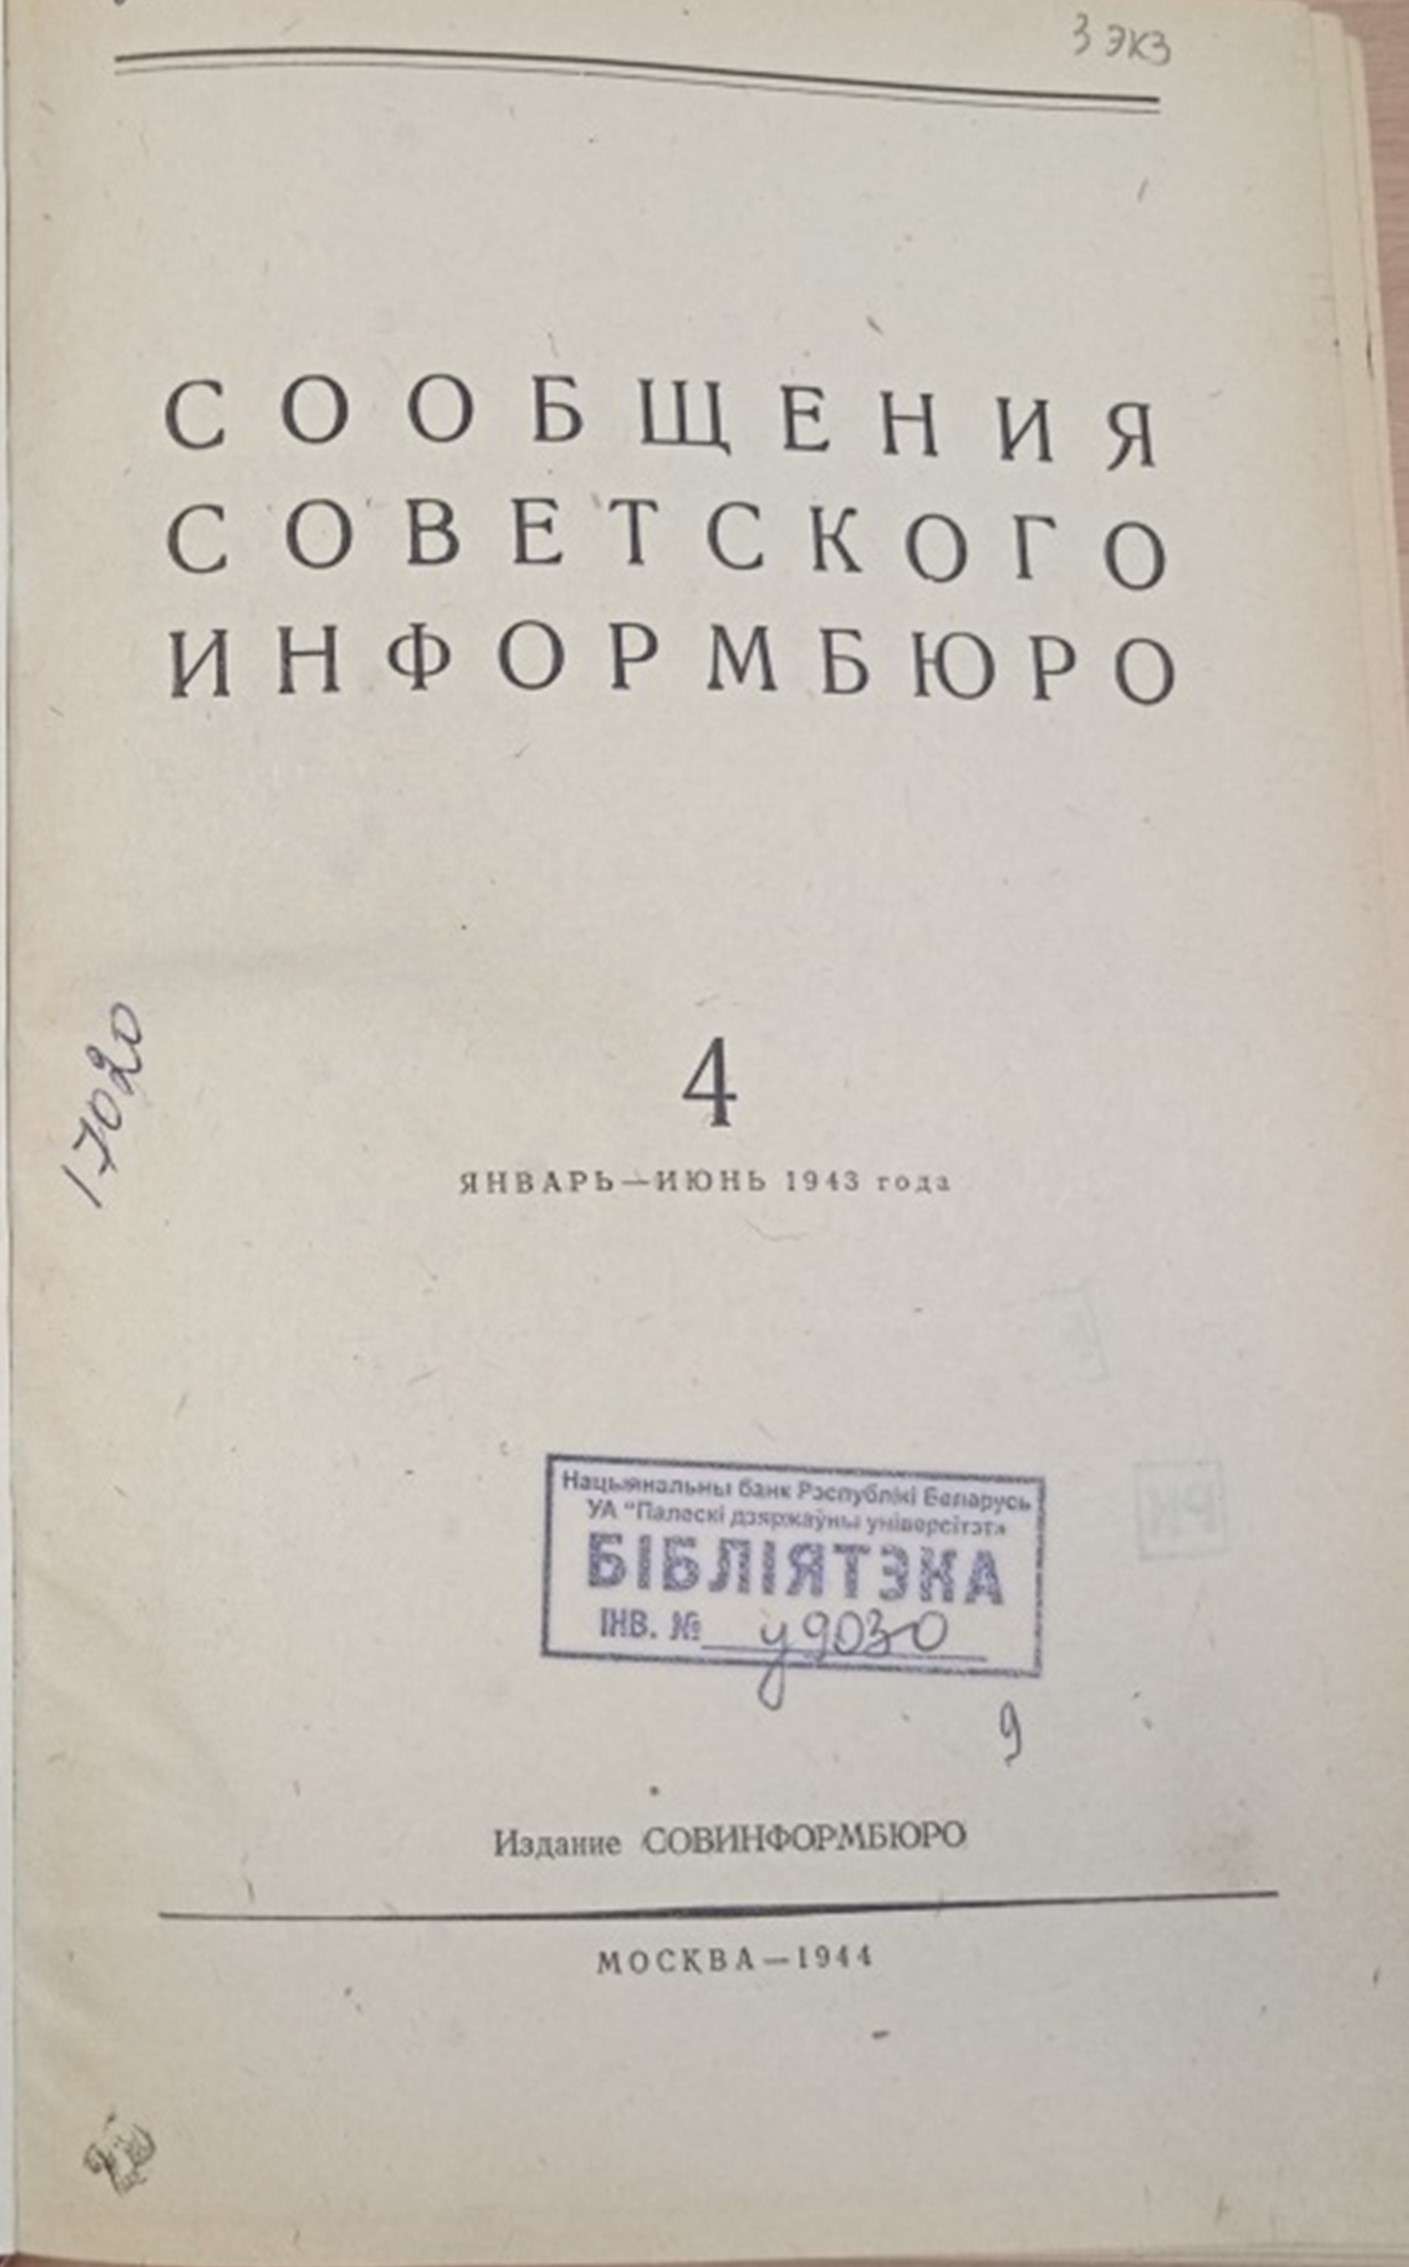 3 экз
СООБЩЕНИЯ
СОВЕТСКОГО
ИНФОРМБЮРО
17020
4
ЯНВАРЬ—ИЮНЬ 1943 года
Нацыянальны банк Рэспублікі Беларусь
УА "Палескі дзяржаўны універсітэт»
БІБЛІЯТЭКА
ІНВ. № у9030
9
Издание СОВИНФОРМБЮРО
МОСКВА—1944